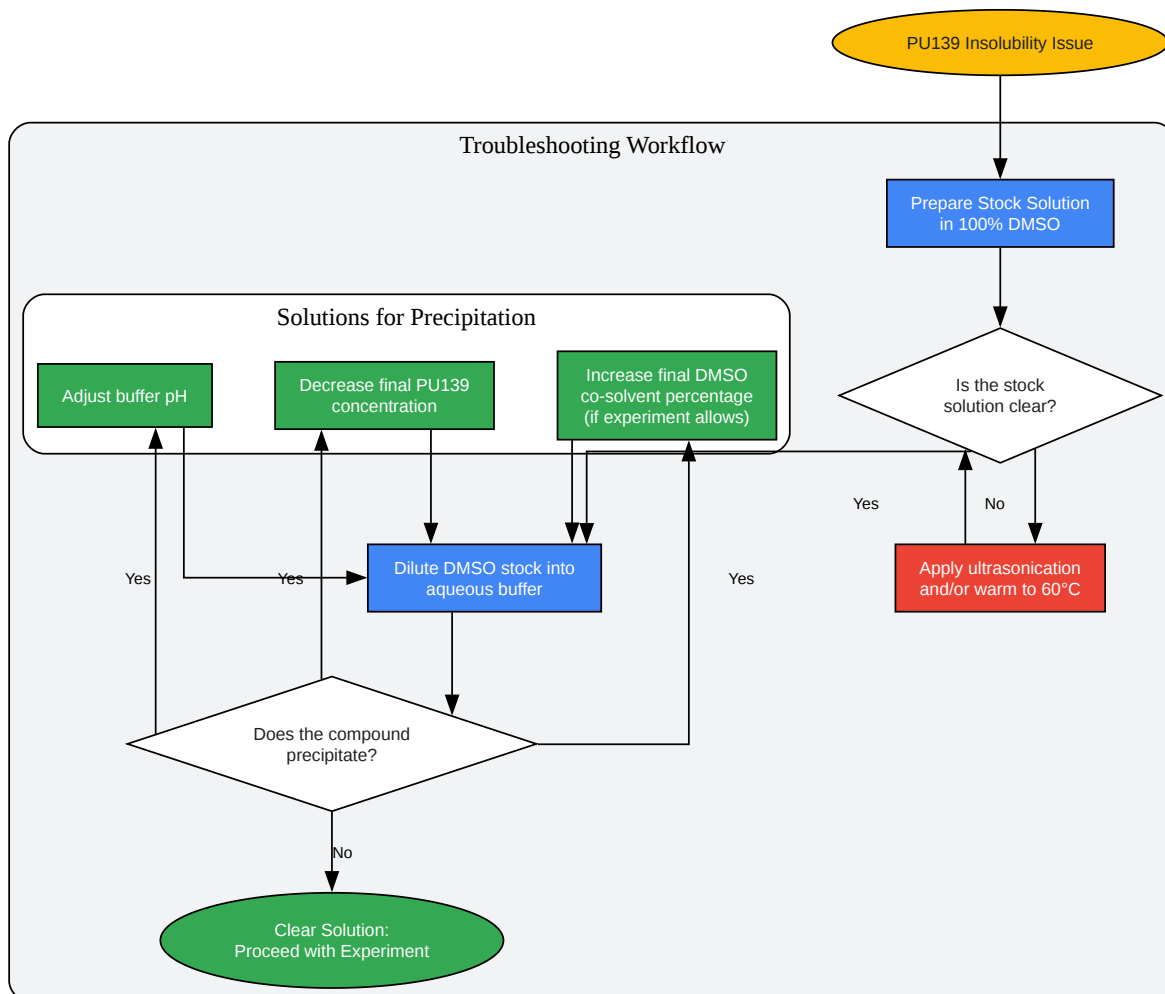 PU139 Insolubility Issue
Troubleshooting Workflow
Prepare Stock Solution
in 100% DMSO
Solutions for Precipitation
Adjust buffer pH
Decrease final PU139
concentration
Increase final DMSO
co-solvent percentage
(if experiment allows)
Is the stock
solution clear?
Yes
No
Yes
Yes
Dilute DMSO stock into
aqueous buffer
Yes
Apply ultrasonication
and/or warm to 60°C
Does the compound
precipitate?
No
Clear Solution:
Proceed with Experiment